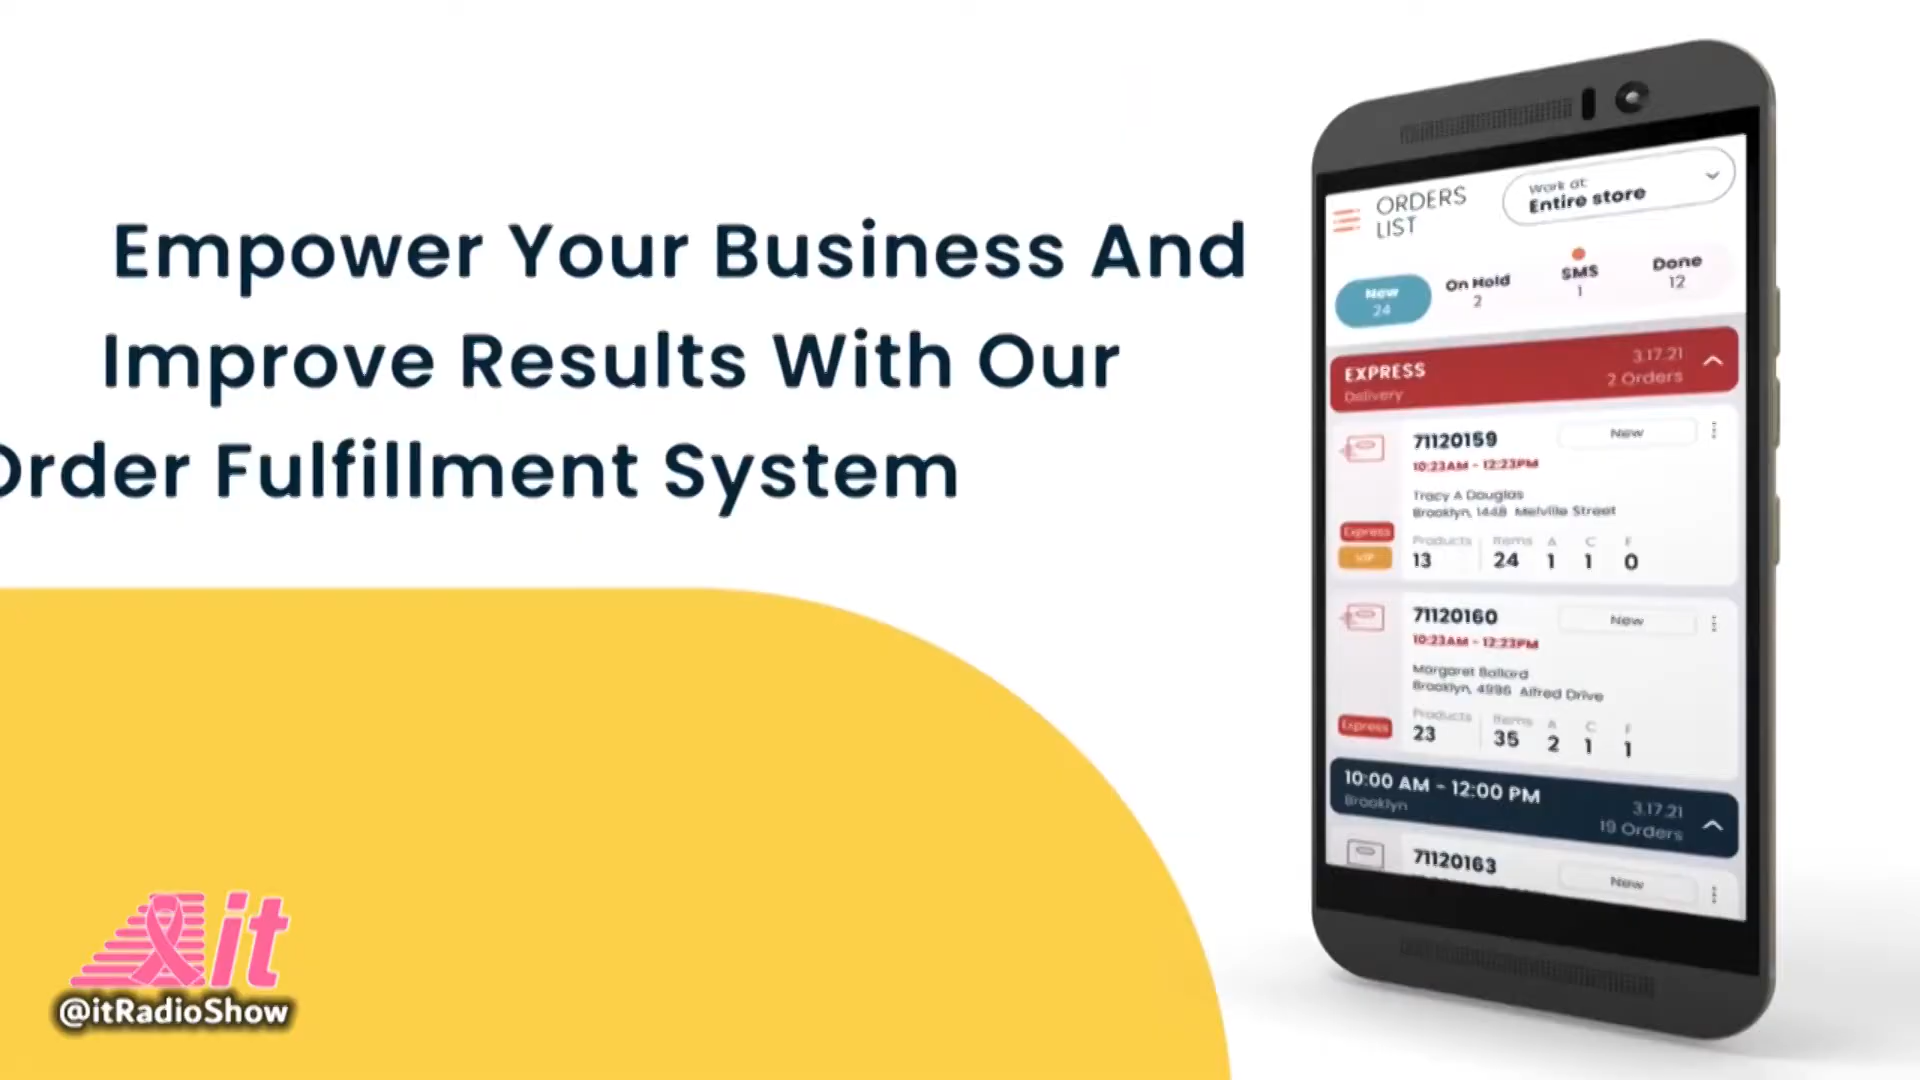 Empower Your Business And
Improve Results With Our
Order Fulfillment System
ORDERS
LIST
Work at:
Entire store
New
24
On Hold
2
SMS
1
Done
12
EXPRESS
Delivery
3.17.21
2 Orders
71120159
New
10:23AM - 12:23PM
Tracy A Douglas
Brooklyn, 1448 Melville Street
Express
VIP
Products
13
Items
24
A
1
C
1
F
0
71120160
New
10:23AM - 12:23PM
Margaret Ballard
Brooklyn, 4996 Alfred Drive
Express
Products
23
Items
35
A
2
C
1
F
1
10:00 AM - 12:00 PM
Brooklyn
3.17.21
19 Orders
71120163
New
it
@itRadioShow